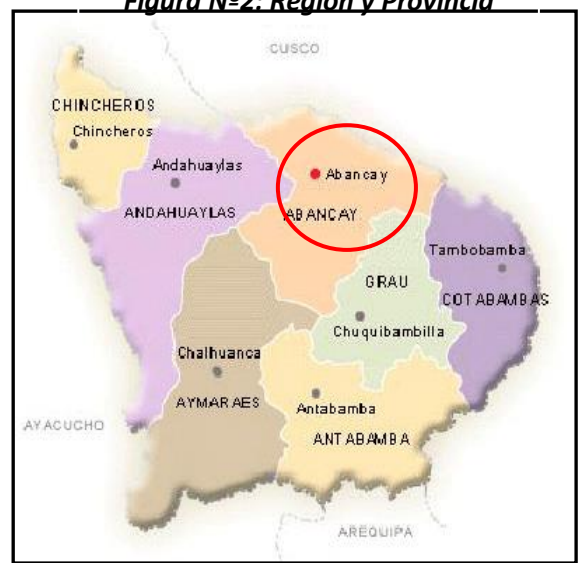 Figura Nº2: Región y Provincia
CUSCO
CHINCHEROS
Chincheros
Andahuaylas
Abancay
ANDAHUAYLAS
ABANCAY
Tambobamba
GRAU
COTABAMBAS
Chuquibambilla
Chalhuanca
AYMARAES
Antabamba
AYACUCHO
ANTABAMBA
AREQUIPA